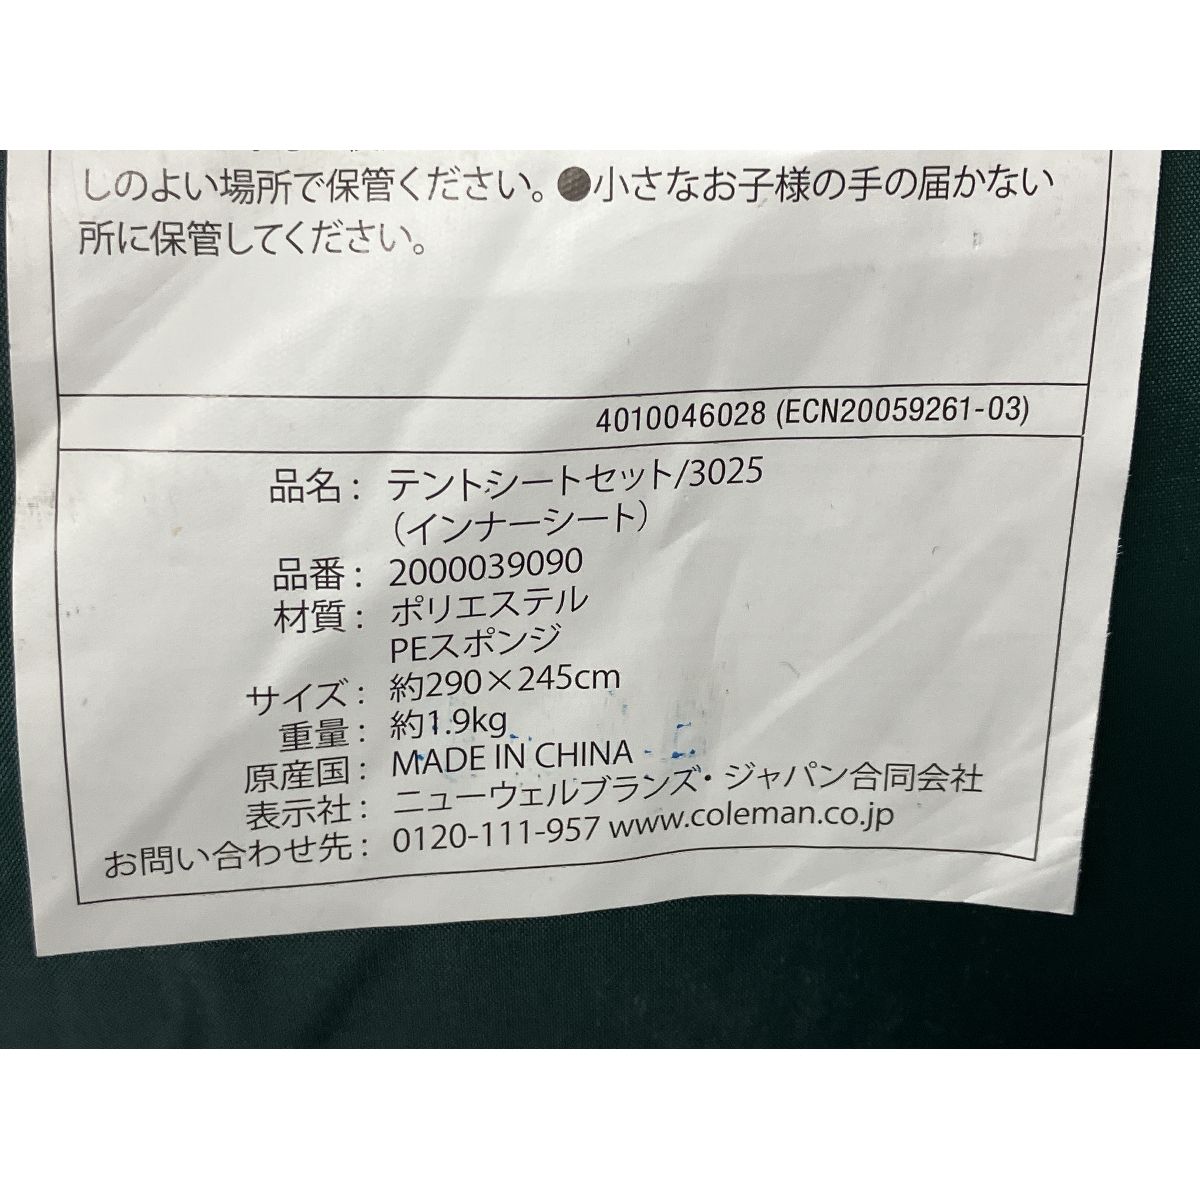 しのよい場所で保管ください。●小さなお子様の手の届かない
所に保管してください。
4010046028 (ECN20059261-03)
品名： テントシートセット/3025
（インナーシート）
品番： 2000039090
材質： ポリエステル
PEスポンジ
サイズ： 約290×245cm
重量： 約1.9kg
原産国： MADE IN CHINA
表示社： ニューウェルブランズ・ジャパン合同会社
お問い合わせ先： 0120-111-957 www.coleman.co.jp